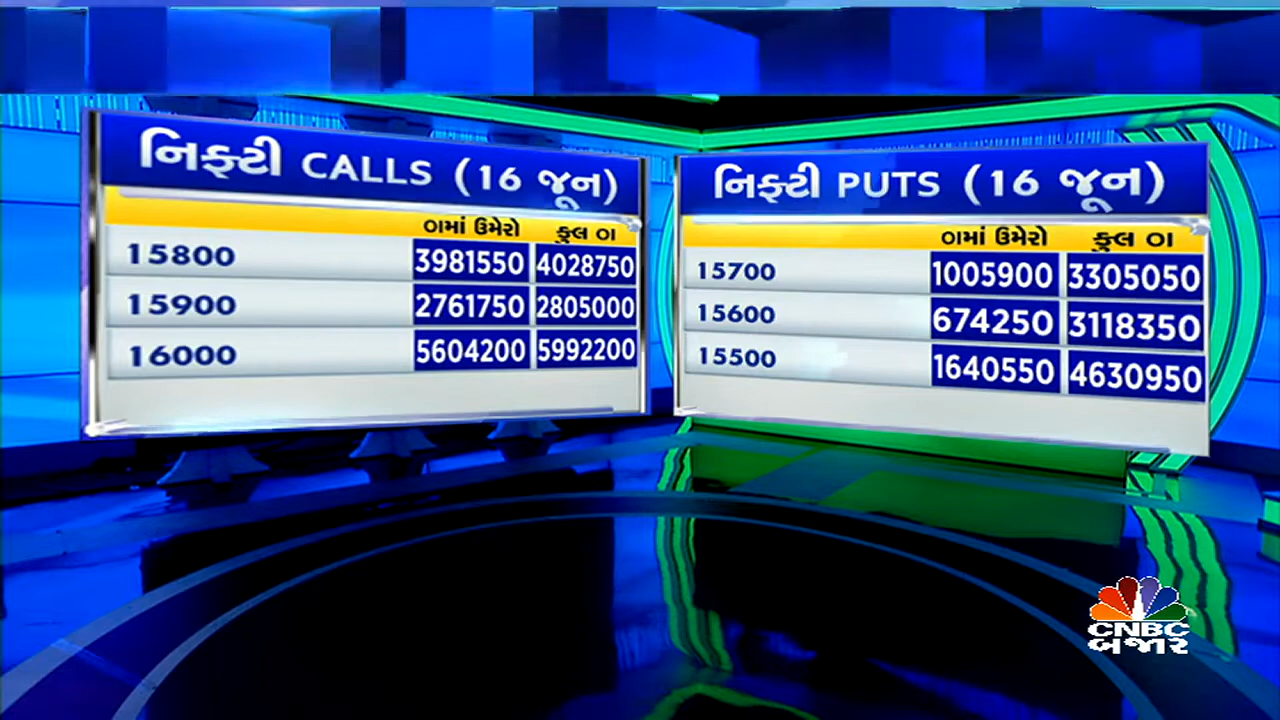 નિફ્ટી CALLS (16 જૂન)
OIમાં ઉમેરો કુલ OI
15800 3981550 4028750
15900 2761750 2805000
16000 5604200 5992200
નિફ્ટી PUTS (16 જૂન)
OIમાં ઉમેરો કુલ OI
15700 1005900 3305050
15600 674250 3118350
15500 1640550 4630950
CNBC
બજાર